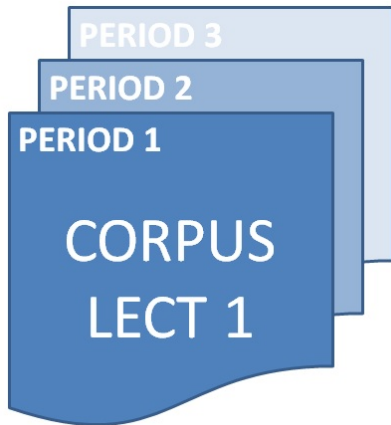 PERIOD 3
PERIOD 2
PERIOD 1
CORPUS
LECT 1